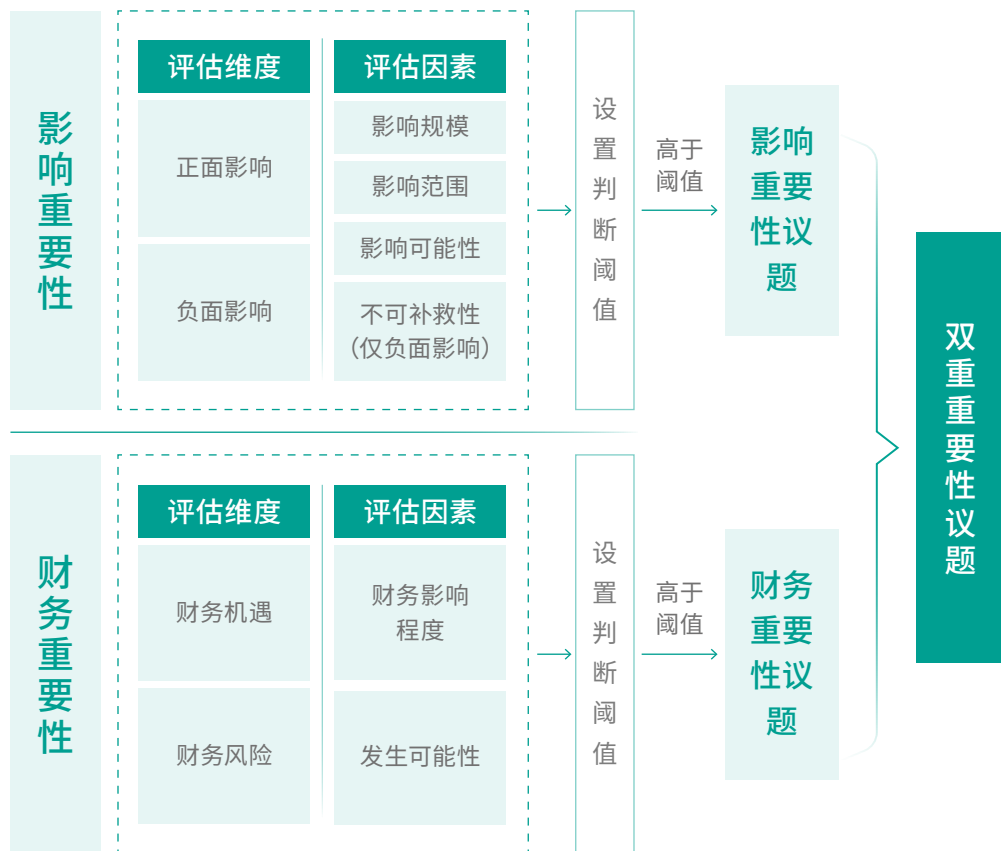 影响重要性
评估维度
评估因素
正面影响
负面影响
影响规模
影响范围
影响可能性
不可补救性
（仅负面影响）
设置判断阈值
高于
阈值
影响
重要
性议
题
财务重要性
评估维度
评估因素
财务机遇
财务风险
财务影响
程度
发生可能性
设置判断阈值
高于
阈值
财务
重要
性议
题
双重重要性议题